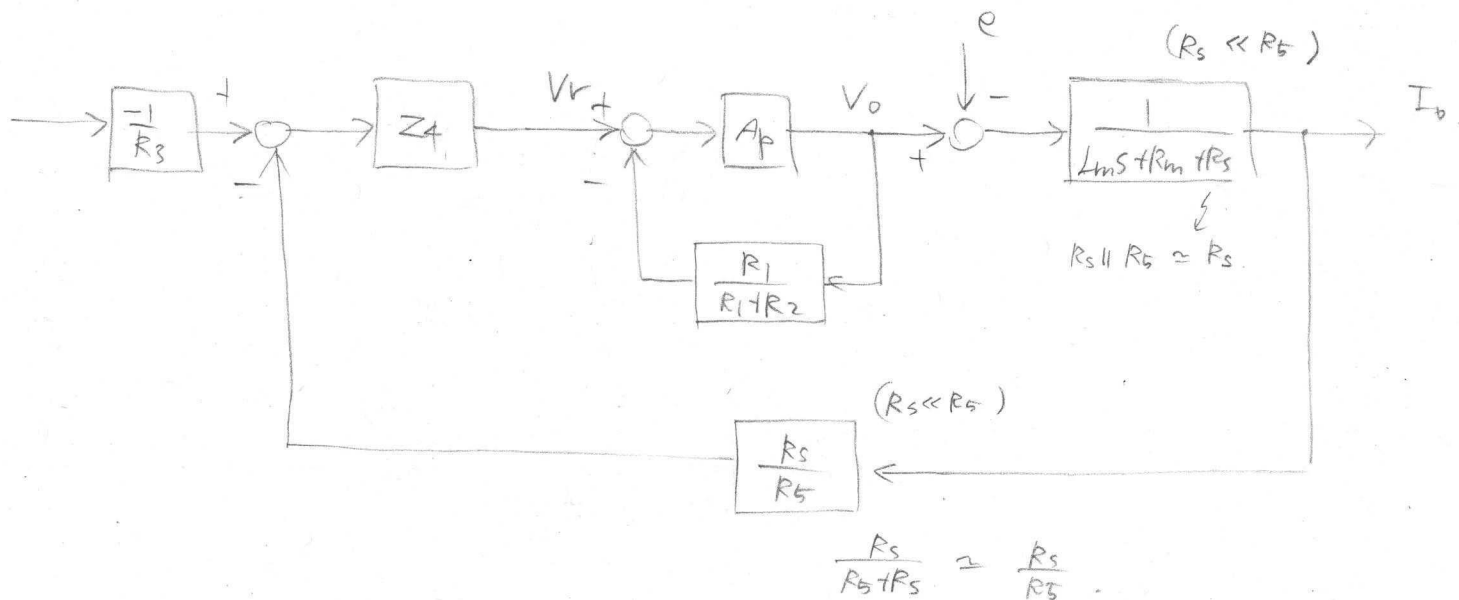 e
(Rs ≪ R5)
-1/R3
+
-
Z4
Vr
+
-
Ap
Vo
+
-
1/(Lms+Rm+Rs)
Io
R1/(R1+R2)
Rs∥R5 ≃ Rs
(Rs≪R5)
Rs/R5
Rs/(R5+Rs) ≃ Rs/R5.